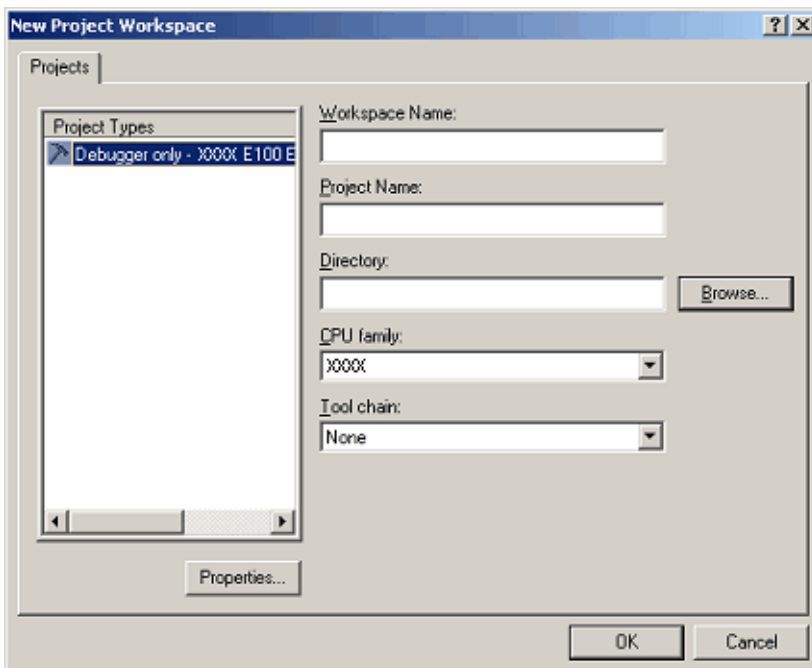 New Project Workspace
Projects
Project Types
Debugger only - XXXX E100 E
Workspace Name:
Project Name:
Directory:
Browse...
CPU family:
XXXX
Tool chain:
None
Properties...
OK
Cancel